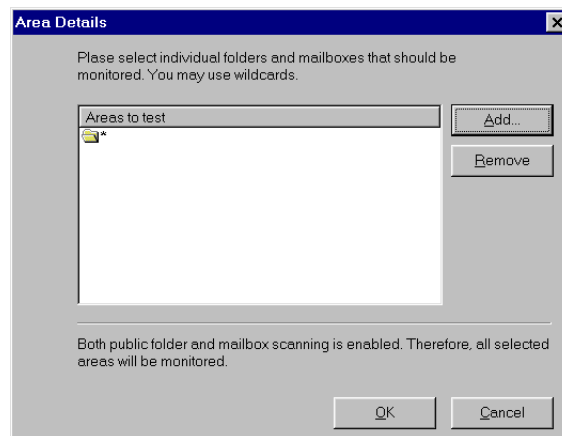 Area Details
Plase select individual folders and mailboxes that should be
monitored. You may use wildcards.
Areas to test
*
Add...
Remove
Both public folder and mailbox scanning is enabled. Therefore, all selected
areas will be monitored.
OK
Cancel